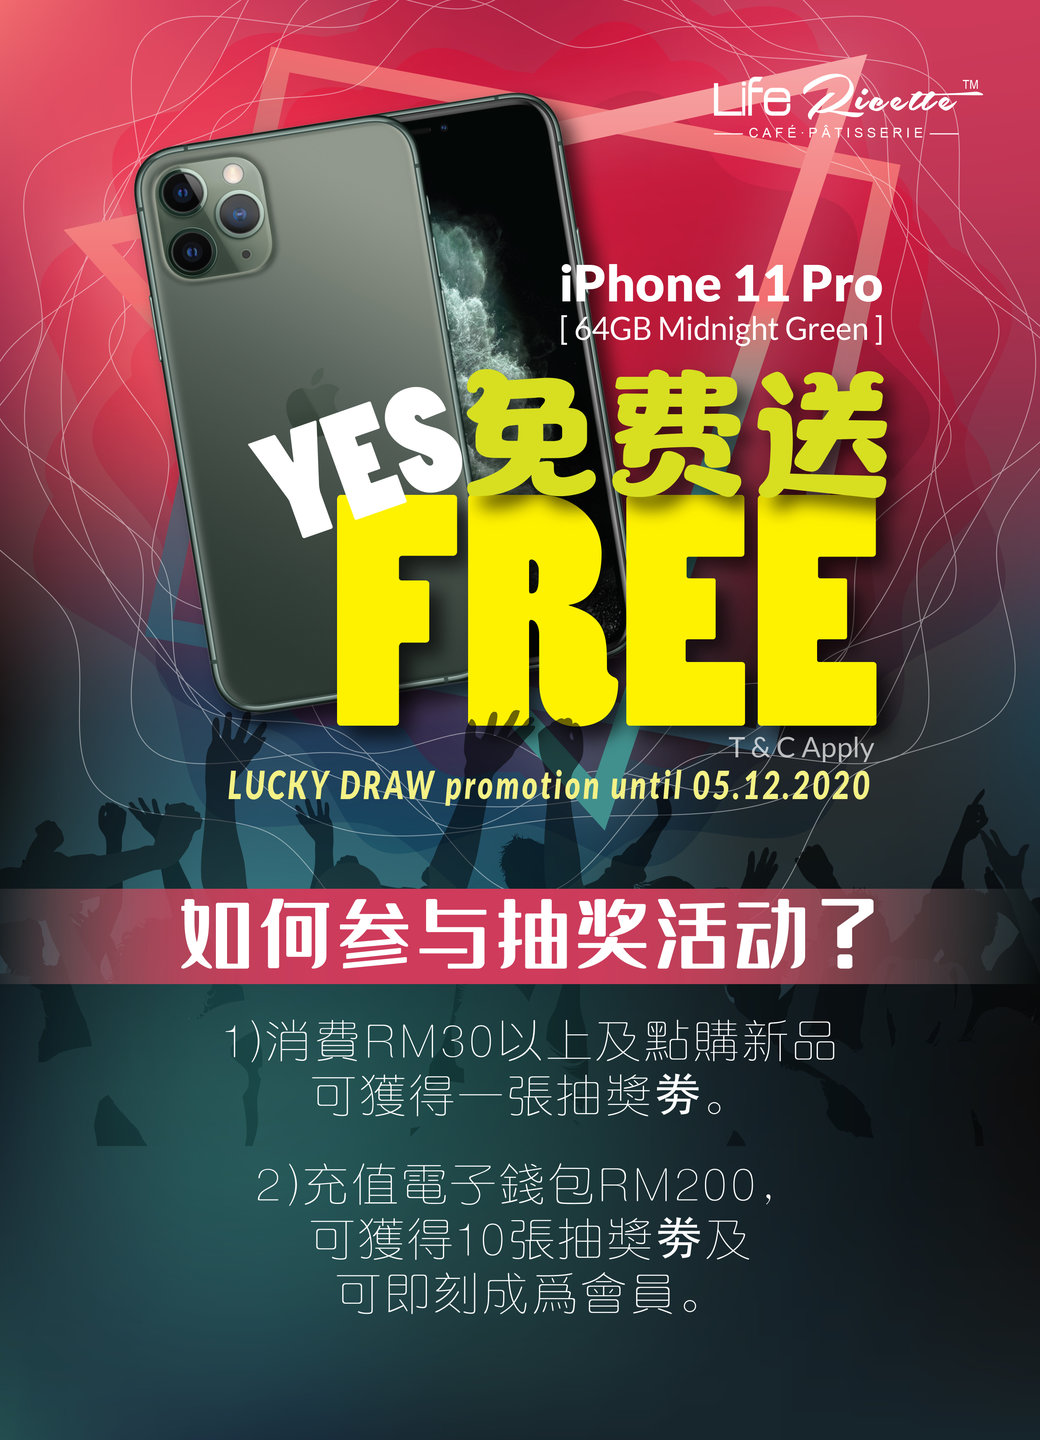 Life Ricette TM
CAFÉ·PÂTISSERIE
iPhone 11 Pro
[ 64GB Midnight Green ]
YES免费送
FREE
T & C Apply
LUCKY DRAW promotion until 05.12.2020
如何参与抽奖活动？
1)消費RM30以上及點購新品
可獲得一張抽獎券。
2)充值電子錢包RM200，
可獲得10張抽獎券及
可即刻成爲會員。